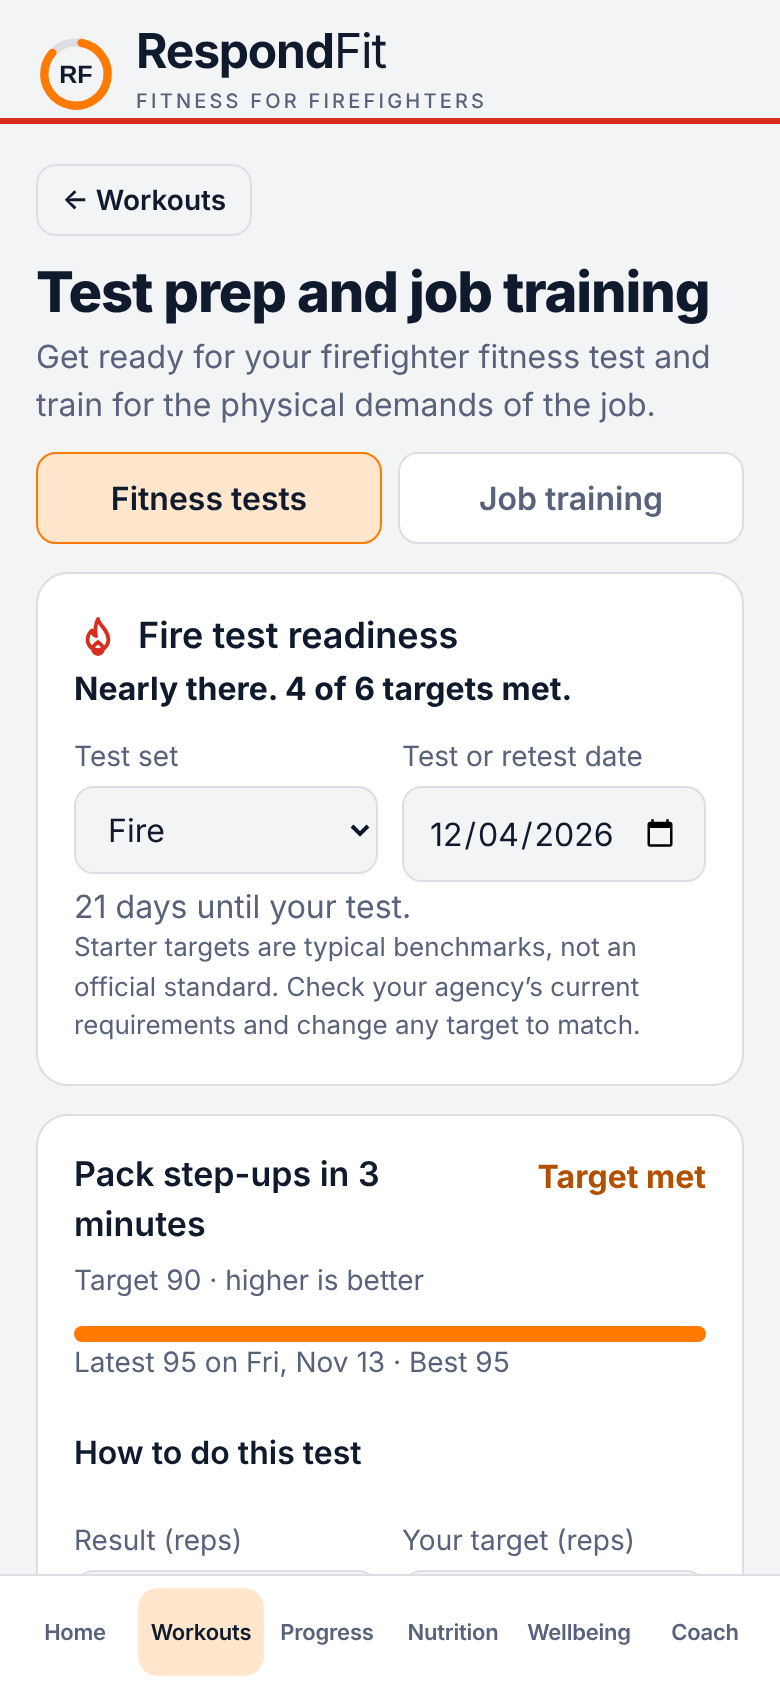 RF
RespondFit
FITNESS FOR FIREFIGHTERS
← Workouts
Test prep and job training
Get ready for your firefighter fitness test and
train for the physical demands of the job.
Fitness tests
Job training
Fire test readiness
Nearly there. 4 of 6 targets met.
Test set
Test or retest date
Fire
12/04/2026
21 days until your test.
Starter targets are typical benchmarks, not an
official standard. Check your agency’s current
requirements and change any target to match.
Pack step-ups in 3
minutes
Target met
Target 90 · higher is better
Latest 95 on Fri, Nov 13 · Best 95
How to do this test
Result (reps)
Your target (reps)
Home
Workouts
Progress
Nutrition
Wellbeing
Coach